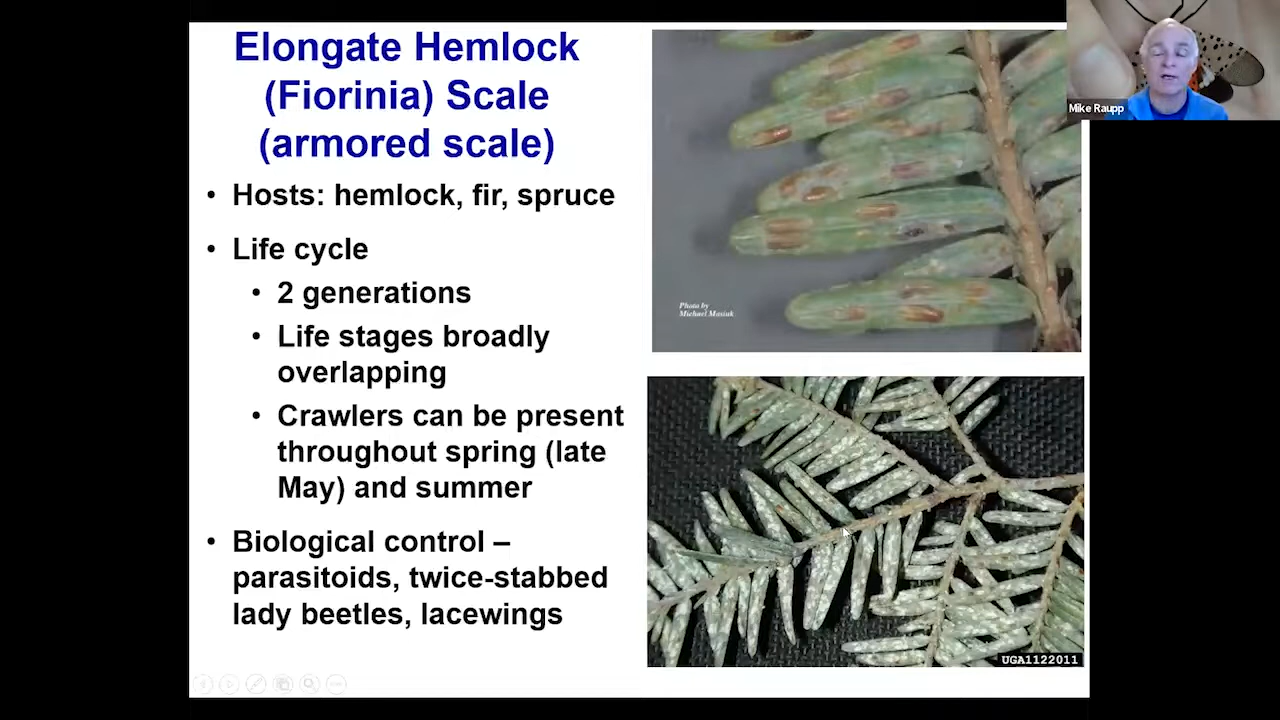 Elongate Hemlock
(Fiorinia) Scale
(armored scale)
• Hosts: hemlock, fir, spruce
• Life cycle
• 2 generations
• Life stages broadly
overlapping
• Crawlers can be present
throughout spring (late
May) and summer
• Biological control –
parasitoids, twice-stabbed
lady beetles, lacewings
Photo by
Michael Masiuk
UGA1122011
Mike Raupp